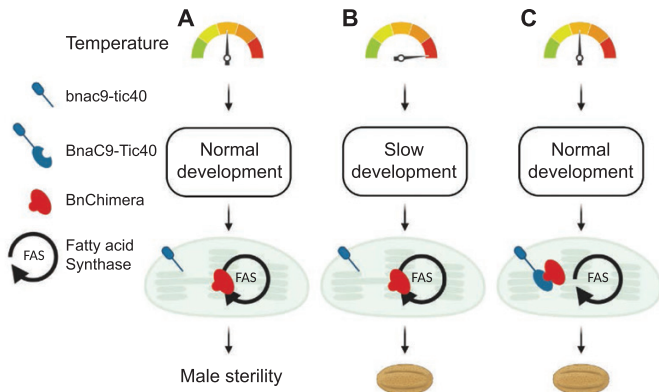 A
B
C
Temperature
bnac9-tic40
BnaC9-Tic40
BnChimera
FAS
Fatty acid
Synthase
Normal
development
Slow
development
Normal
development
FAS
FAS
FAS
Male sterility